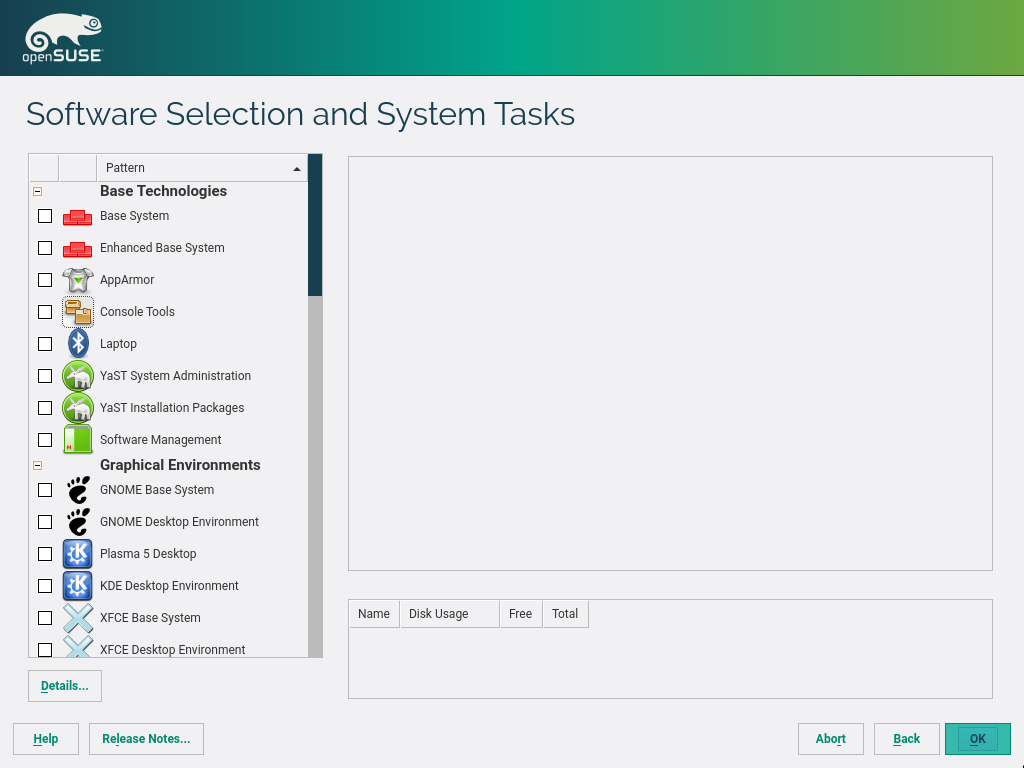 openSUSE
Software Selection and System Tasks
Pattern
Base Technologies
Base System
Enhanced Base System
AppArmor
Console Tools
Laptop
YaST System Administration
YaST Installation Packages
Software Management
Graphical Environments
GNOME Base System
GNOME Desktop Environment
Plasma 5 Desktop
KDE Desktop Environment
XFCE Base System
XFCE Desktop Environment
Name Disk Usage Free Total
Details...
Help Release Notes... Abort Back OK